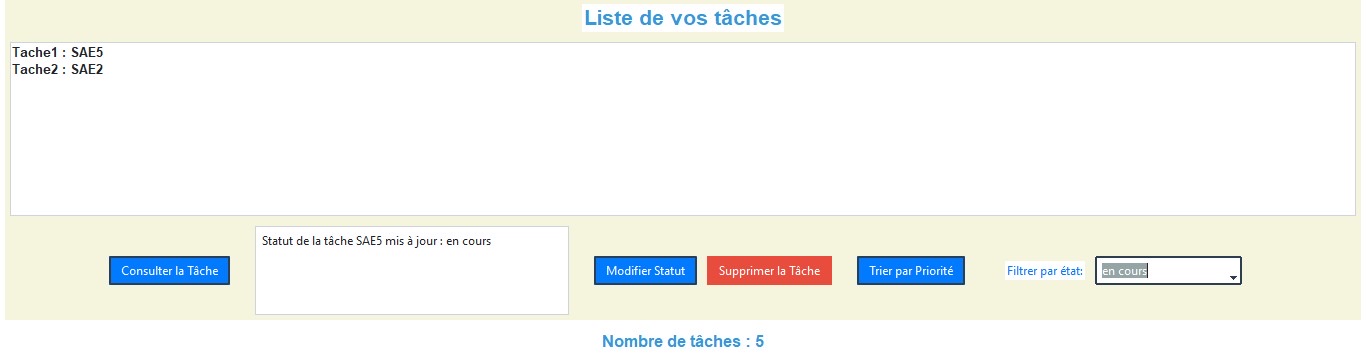 Liste de vos tâches
Tache1 : SAE5
Tache2 : SAE2
Statut de la tâche SAE5 mis à jour : en cours
Consulter la Tâche
Modifier Statut
Supprimer la Tâche
Trier par Priorité
Filtrer par état:
en cours
Nombre de tâches : 5